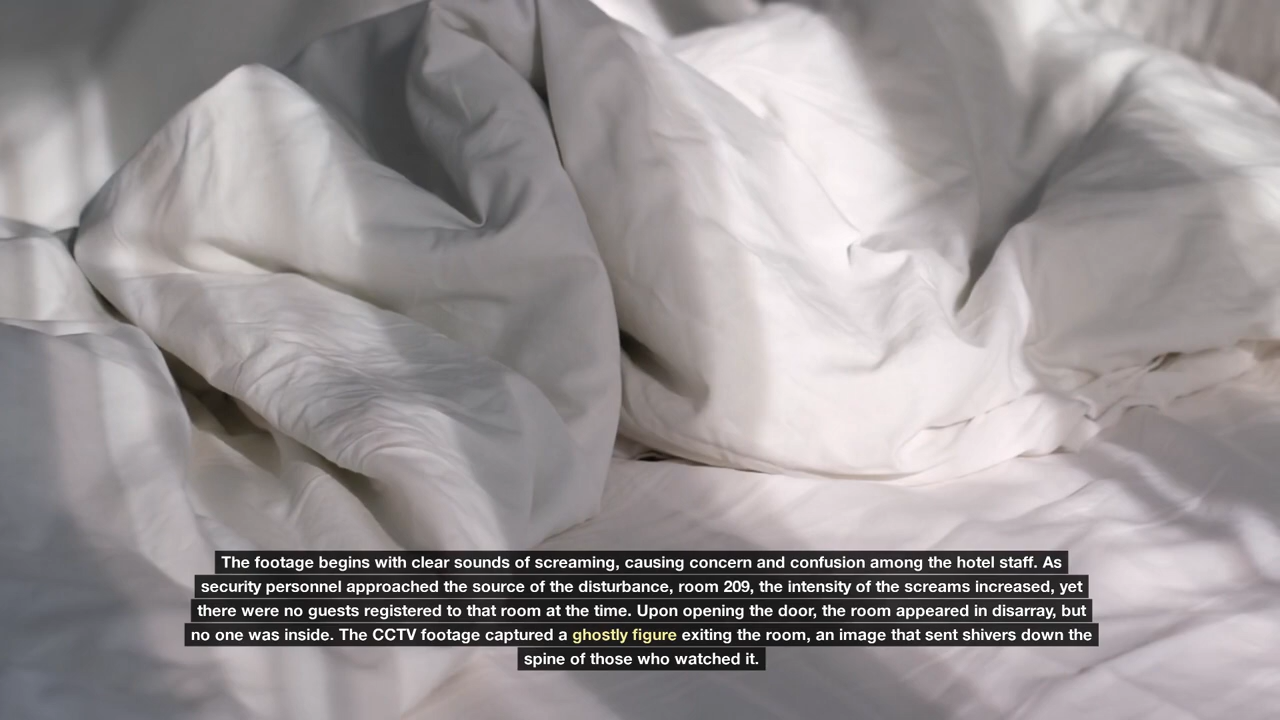 The footage begins with clear sounds of screaming, causing concern and confusion among the hotel staff. As
security personnel approached the source of the disturbance, room 209, the intensity of the screams increased, yet
there were no guests registered to that room at the time. Upon opening the door, the room appeared in disarray, but
no one was inside. The CCTV footage captured a ghostly figure exiting the room, an image that sent shivers down the
spine of those who watched it.